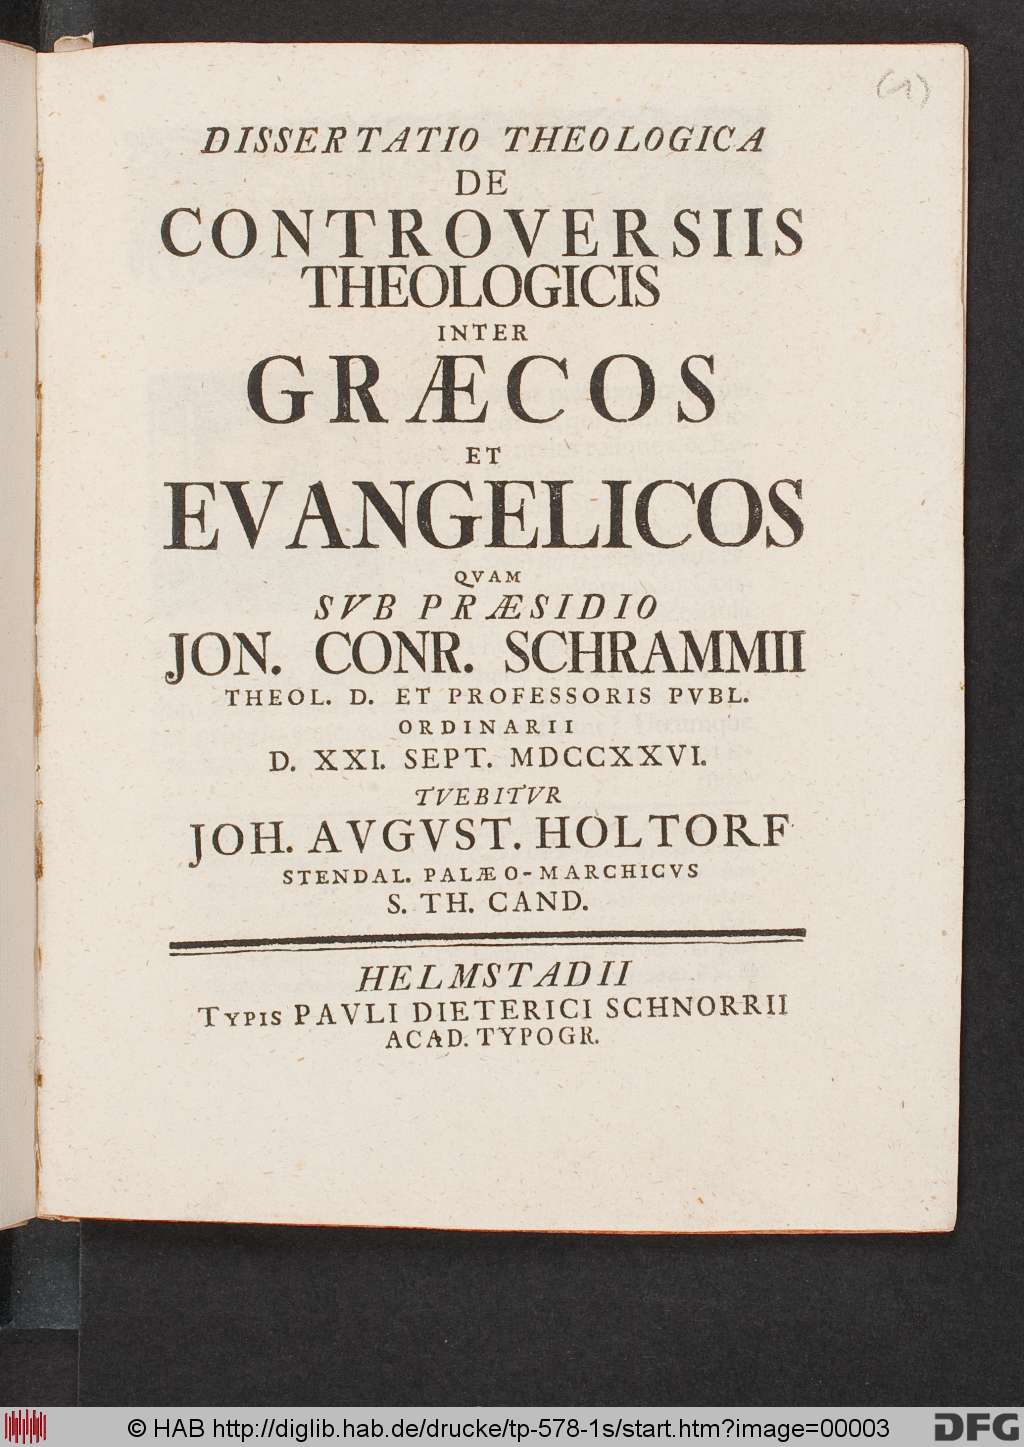 (1)
DISSERTATIO THEOLOGICA
DE
CONTROVERSIIS
THEOLOGICIS
INTER
GRÆCOS
ET
EVANGELICOS
QVAM
SVB PRÆSIDIO
JON. CONR. SCHRAMMII
THEOL. D. ET PROFESSORIS PVBL.
ORDINARII
D. XXI. SEPT. MDCCXXVI.
TVEBITVR
JOH. AVGVST. HOLTORF
STENDAL. PALÆO-MARCHICVS
S. TH. CAND.
HELMSTADII
TYPIS PAVLI DIETERICI SCHNORRII
ACAD. TYPOGR.
© HAB http://diglib.hab.de/drucke/tp-578-1s/start.htm?image=00003
DFG